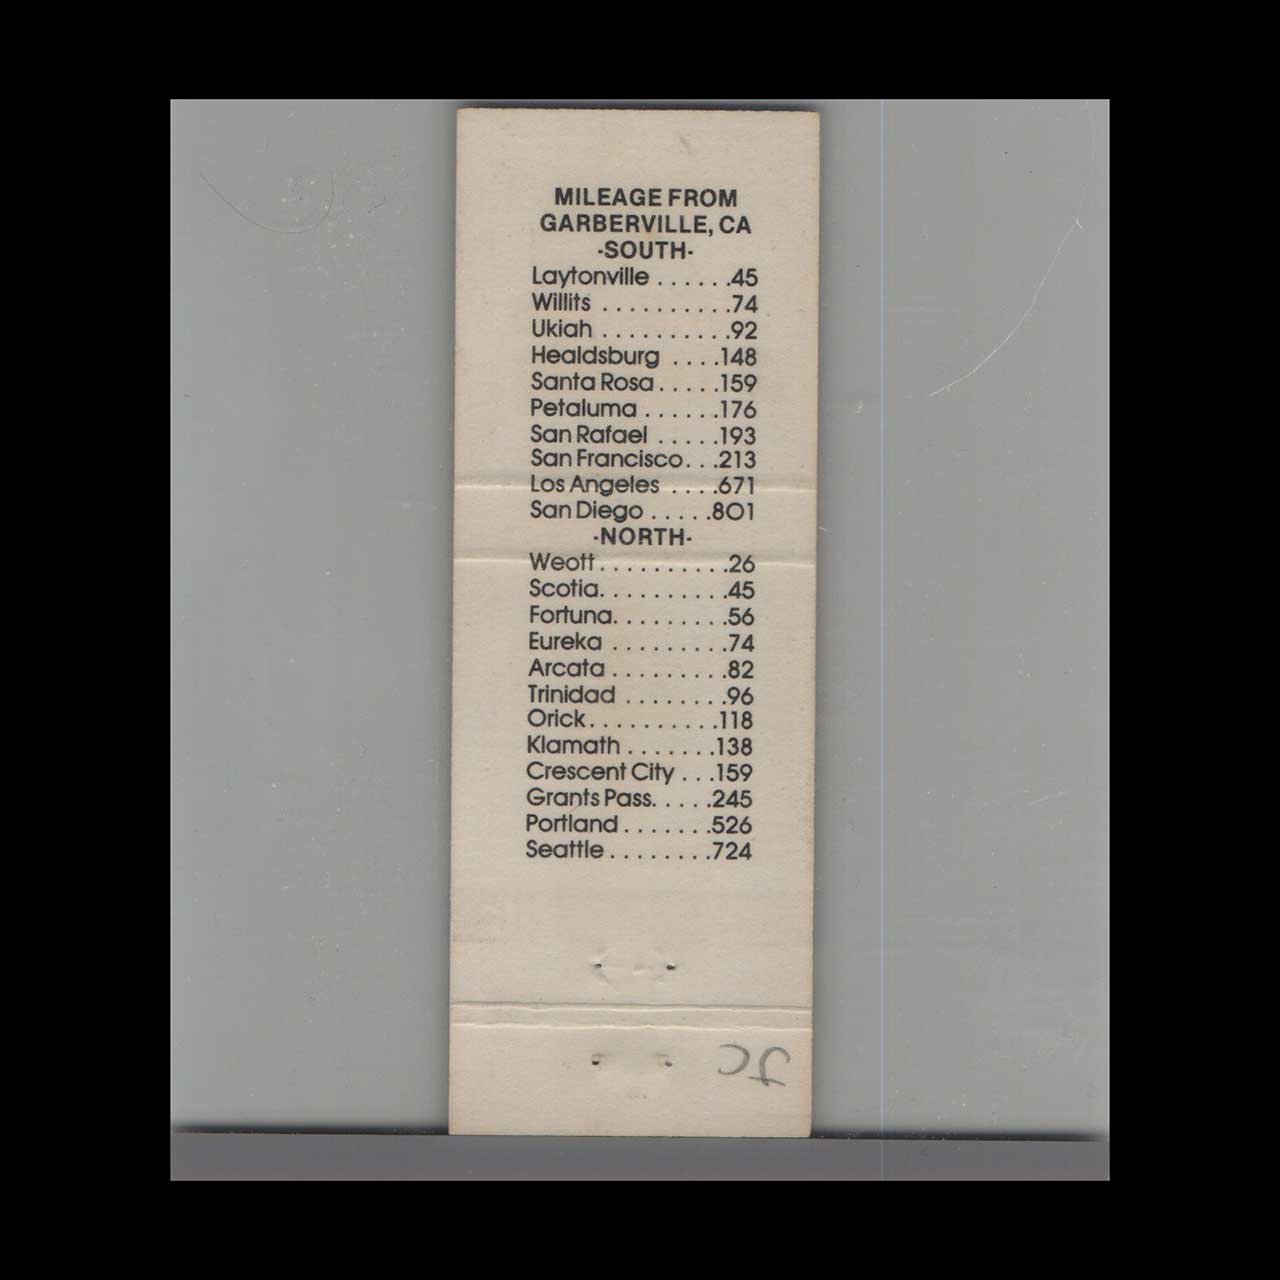 MILEAGE FROM
GARBERVILLE, CA
-SOUTH-
Laytonville . . . . . .45
Willits . . . . . . . . . .74
Ukiah . . . . . . . . . .92
Healdsburg . . . .148
Santa Rosa . . . . .159
Petaluma . . . . . .176
San Rafael . . . . .193
San Francisco. . .213
Los Angeles . . . .671
San Diego . . . . .801
-NORTH-
Weott . . . . . . . . . .26
Scotia. . . . . . . . . .45
Fortuna. . . . . . . . .56
Eureka . . . . . . . . .74
Arcata . . . . . . . . .82
Trinidad . . . . . . . .96
Orick. . . . . . . . . .118
Klamath . . . . . . .138
Crescent City . . .159
Grants Pass. . . . .245
Portland . . . . . . .526
Seattle . . . . . . . .724
JC